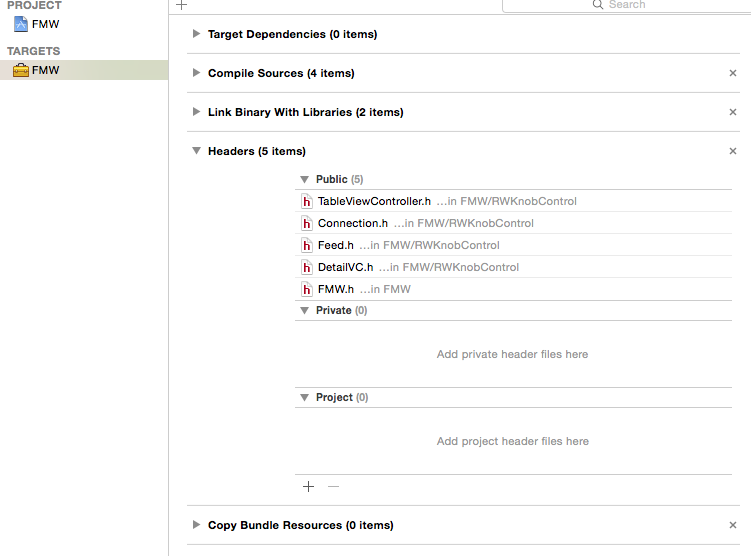 PROJECT
FMW
TARGETS
FMW
+
Search
Target Dependencies (0 items)
Compile Sources (4 items)
Link Binary With Libraries (2 items)
Headers (5 items)
Public (5)
h TableViewController.h ...in FMW/RWKnobControl
h Connection.h ...in FMW/RWKnobControl
h Feed.h ...in FMW/RWKnobControl
h DetailVC.h ...in FMW/RWKnobControl
h FMW.h ...in FMW
Private (0)
Add private header files here
Project (0)
Add project header files here
+ —
Copy Bundle Resources (0 items)